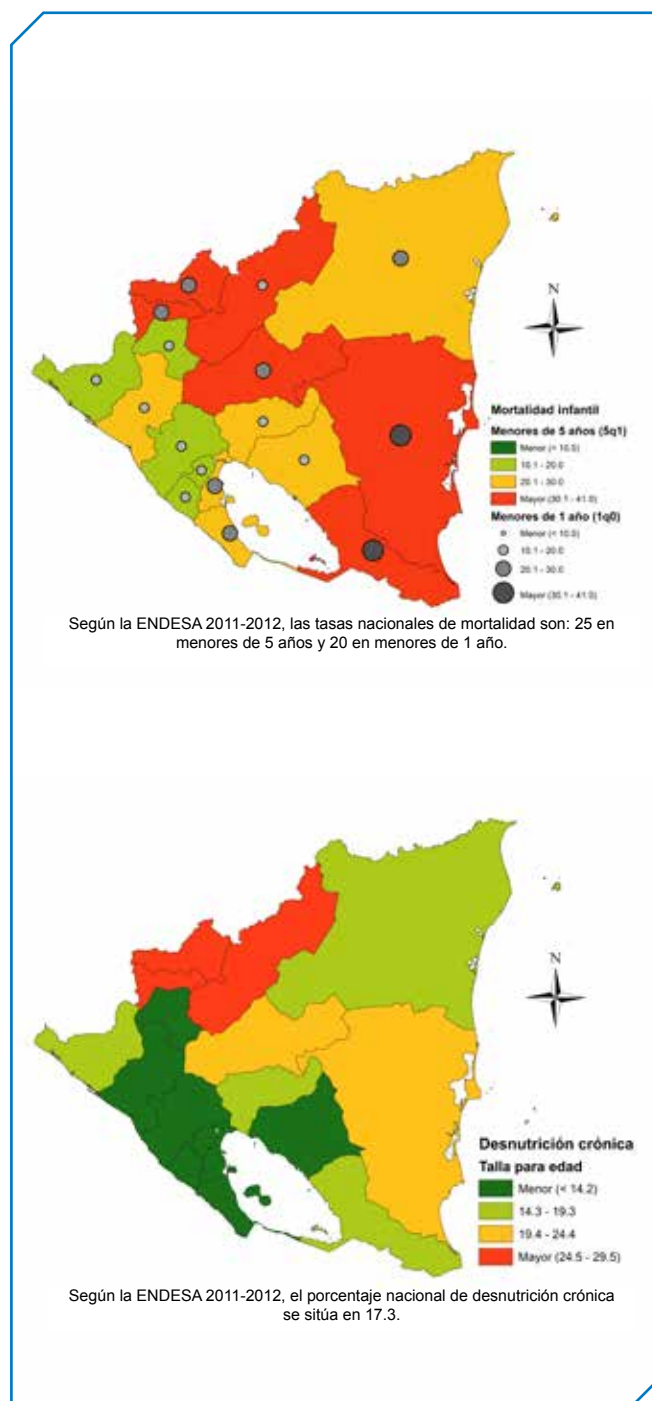 N
Mortalidad infantil
Menores de 5 años (5q1)
Menor (< 10.0)
10.1 - 20.0
20.1 - 30.0
Mayor (30.1 - 41.0)
Menores de 1 año (1q0)
Menor (< 10.0)
10.1 - 20.0
20.1 - 30.0
Mayor (30.1 - 41.0)
Según la ENDESA 2011-2012, las tasas nacionales de mortalidad son: 25 en
menores de 5 años y 20 en menores de 1 año.
N
Desnutrición crónica
Talla para edad
Menor (< 14.2)
14.3 - 19.3
19.4 - 24.4
Mayor (24.5 - 29.5)
Según la ENDESA 2011-2012, el porcentaje nacional de desnutrición crónica
se sitúa en 17.3.